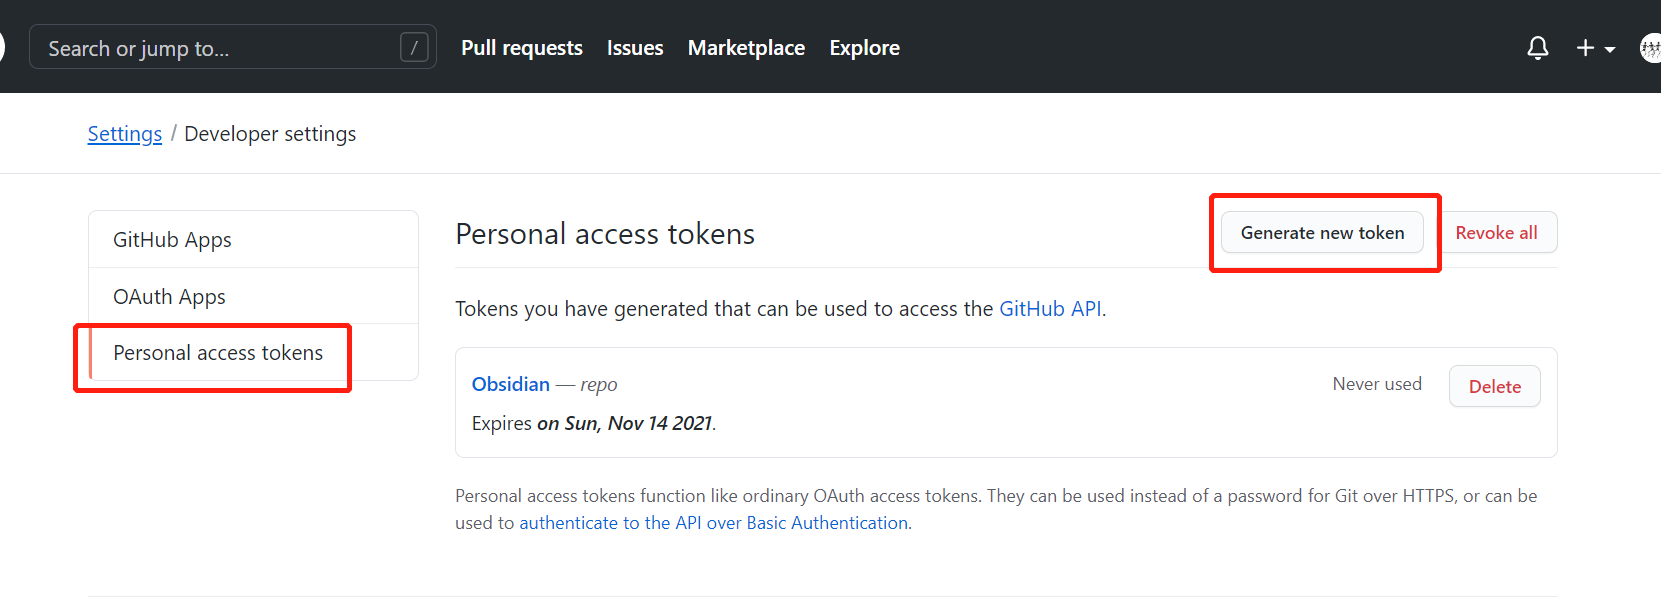 Search or jump to... /
Pull requests Issues Marketplace Explore
Settings / Developer settings
GitHub Apps
OAuth Apps
Personal access tokens
Personal access tokens
Generate new token
Revoke all
Tokens you have generated that can be used to access the GitHub API.
Obsidian — repo
Never used
Delete
Expires on Sun, Nov 14 2021.
Personal access tokens function like ordinary OAuth access tokens. They can be used instead of a password for Git over HTTPS, or can be
used to authenticate to the API over Basic Authentication.